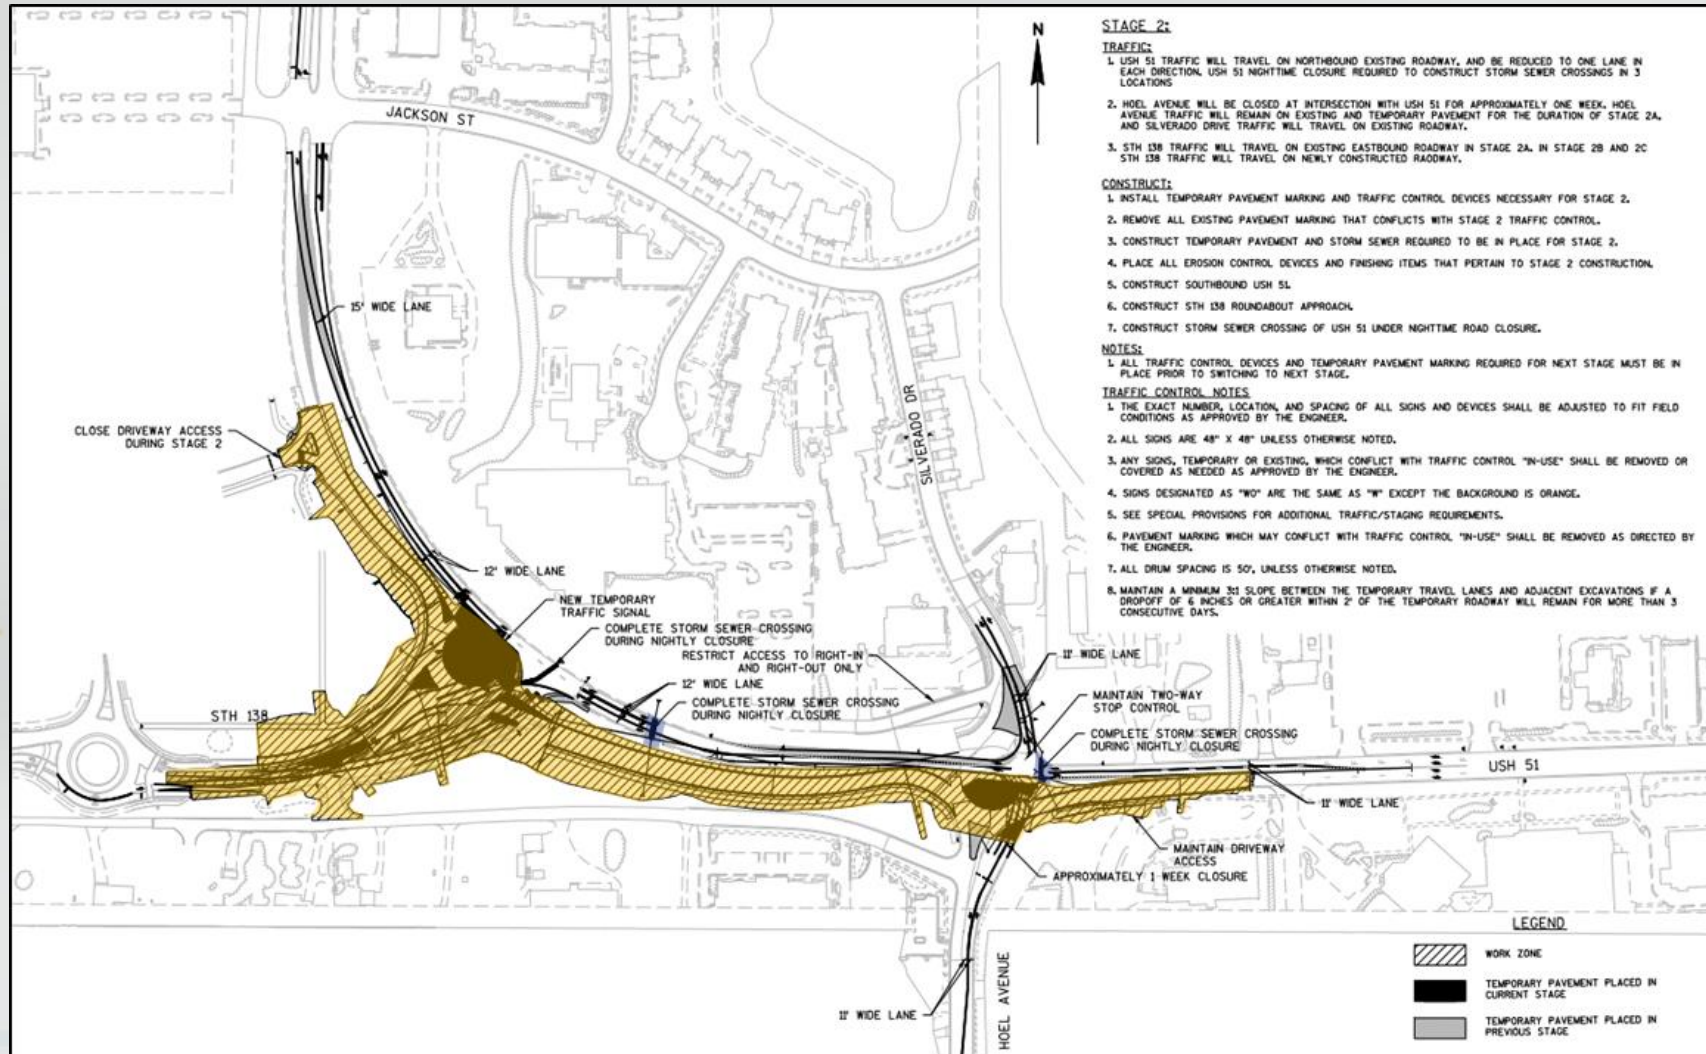 N
STAGE 2:
TRAFFIC:
1. USH 51 TRAFFIC WILL TRAVEL ON NORTHBOUND EXISTING ROADWAY, AND BE REDUCED TO ONE LANE IN
EACH DIRECTION. USH 51 NIGHTTIME CLOSURE REQUIRED TO CONSTRUCT STORM SEWER CROSSINGS IN 3
LOCATIONS
2. HOEL AVENUE WILL BE CLOSED AT INTERSECTION WITH USH 51 FOR APPROXIMATELY ONE WEEK. HOEL
AVENUE TRAFFIC WILL REMAIN ON EXISTING AND TEMPORARY PAVEMENT FOR THE DURATION OF STAGE 2A,
AND SILVERADO DRIVE TRAFFIC WILL TRAVEL ON EXISTING ROADWAY.
3. STH 138 TRAFFIC WILL TRAVEL ON EXISTING EASTBOUND ROADWAY IN STAGE 2A. IN STAGE 2B AND 2C
STH 138 TRAFFIC WILL TRAVEL ON NEWLY CONSTRUCTED RAODWAY.
CONSTRUCT:
1. INSTALL TEMPORARY PAVEMENT MARKING AND TRAFFIC CONTROL DEVICES NECESSARY FOR STAGE 2.
2. REMOVE ALL EXISTING PAVEMENT MARKING THAT CONFLICTS WITH STAGE 2 TRAFFIC CONTROL.
3. CONSTRUCT TEMPORARY PAVEMENT AND STORM SEWER REQUIRED TO BE IN PLACE FOR STAGE 2.
4. PLACE ALL EROSION CONTROL DEVICES AND FINISHING ITEMS THAT PERTAIN TO STAGE 2 CONSTRUCTION.
5. CONSTRUCT SOUTHBOUND USH 51.
6. CONSTRUCT STH 138 ROUNDABOUT APPROACH.
7. CONSTRUCT STORM SEWER CROSSING OF USH 51 UNDER NIGHTTIME ROAD CLOSURE.
NOTES:
1. ALL TRAFFIC CONTROL DEVICES AND TEMPORARY PAVEMENT MARKING REQUIRED FOR NEXT STAGE MUST BE IN
PLACE PRIOR TO SWITCHING TO NEXT STAGE.
TRAFFIC CONTROL NOTES
1. THE EXACT NUMBER, LOCATION, AND SPACING OF ALL SIGNS AND DEVICES SHALL BE ADJUSTED TO FIT FIELD
CONDITIONS AS APPROVED BY THE ENGINEER.
2. ALL SIGNS ARE 48" X 48" UNLESS OTHERWISE NOTED.
3. ANY SIGNS, TEMPORARY OR EXISTING, WHICH CONFLICT WITH TRAFFIC CONTROL "IN-USE" SHALL BE REMOVED OR
COVERED AS NEEDED AS APPROVED BY THE ENGINEER.
4. SIGNS DESIGNATED AS "WO" ARE THE SAME AS "W" EXCEPT THE BACKGROUND IS ORANGE.
5. SEE SPECIAL PROVISIONS FOR ADDITIONAL TRAFFIC/STAGING REQUIREMENTS.
6. PAVEMENT MARKING WHICH MAY CONFLICT WITH TRAFFIC CONTROL "IN-USE" SHALL BE REMOVED AS DIRECTED BY
THE ENGINEER.
7. ALL DRUM SPACING IS 50', UNLESS OTHERWISE NOTED.
8. MAINTAIN A MINIMUM 3:1 SLOPE BETWEEN THE TEMPORARY TRAVEL LANES AND ADJACENT EXCAVATIONS IF A
DROPOFF OF 6 INCHES OR GREATER WITHIN 2' OF THE TEMPORARY ROADWAY WILL REMAIN FOR MORE THAN 3
CONSECUTIVE DAYS.
JACKSON ST
15' WIDE LANE
SILVERADO DR
CLOSE DRIVEWAY ACCESS
DURING STAGE 2
12' WIDE LANE
NEW TEMPORARY
TRAFFIC SIGNAL
COMPLETE STORM SEWER CROSSING
DURING NIGHTLY CLOSURE
RESTRICT ACCESS TO RIGHT-IN
AND RIGHT-OUT ONLY
12' WIDE LANE
COMPLETE STORM SEWER CROSSING
DURING NIGHTLY CLOSURE
11' WIDE LANE
MAINTAIN TWO-WAY
STOP CONTROL
COMPLETE STORM SEWER CROSSING
DURING NIGHTLY CLOSURE
STH 138
USH 51
11' WIDE LANE
MAINTAIN DRIVEWAY
ACCESS
APPROXIMATELY 1 WEEK CLOSURE
11' WIDE LANE
HOEL AVENUE
LEGEND
WORK ZONE
TEMPORARY PAVEMENT PLACED IN
CURRENT STAGE
TEMPORARY PAVEMENT PLACED IN
PREVIOUS STAGE